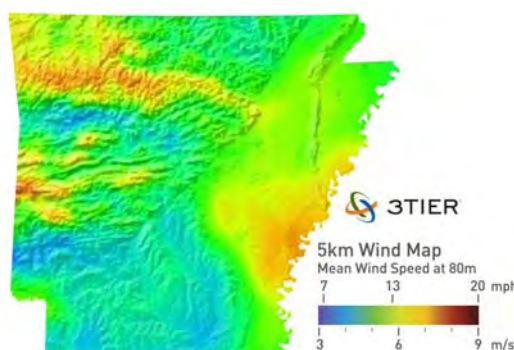 3TIER
5km Wind Map
Mean Wind Speed at 80m
7 13 20 mph
3 6 9 m/s